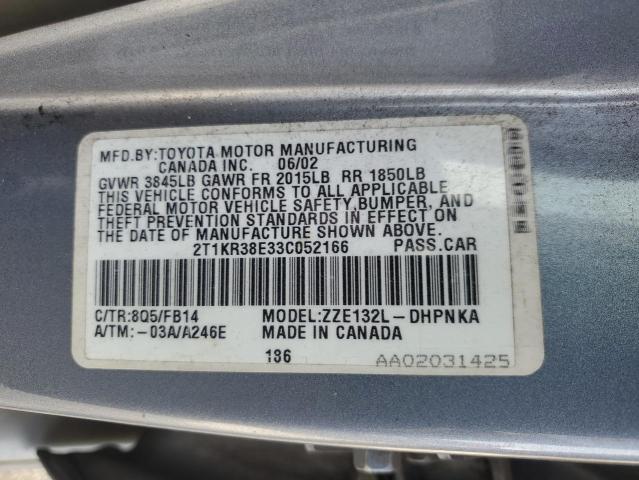 MFD.BY:TOYOTA MOTOR MANUFACTURING
CANADA INC. 06/02
GVWR 3845LB GAWR FR 2015LB RR 1850LB
THIS VEHICLE CONFORMS TO ALL APPLICABLE
FEDERAL MOTOR VEHICLE SAFETY,BUMPER, AND
THEFT PREVENTION STANDARDS IN EFFECT ON
THE DATE OF MANUFACTURE SHOWN ABOVE.
2T1KR38E33C052166 PASS.CAR
C/TR:8Q5/FB14 MODEL:ZZE132L-DHPNKA
A/TM:-03A/A246E MADE IN CANADA
136 AA02031425